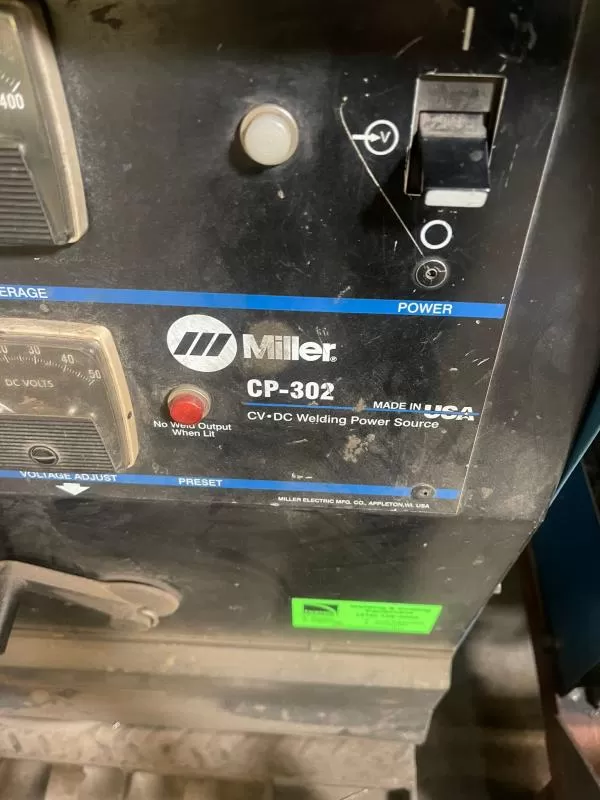 400
V
ERAGE
POWER
Miller®
30 40 50
DC VOLTS
CP-302
MADE IN USA
CV•DC Welding Power Source
No Weld Output
When Lit
VOLTAGE ADJUST PRESET
MILLER ELECTRIC MFG. CO., APPLETON, WI. USA